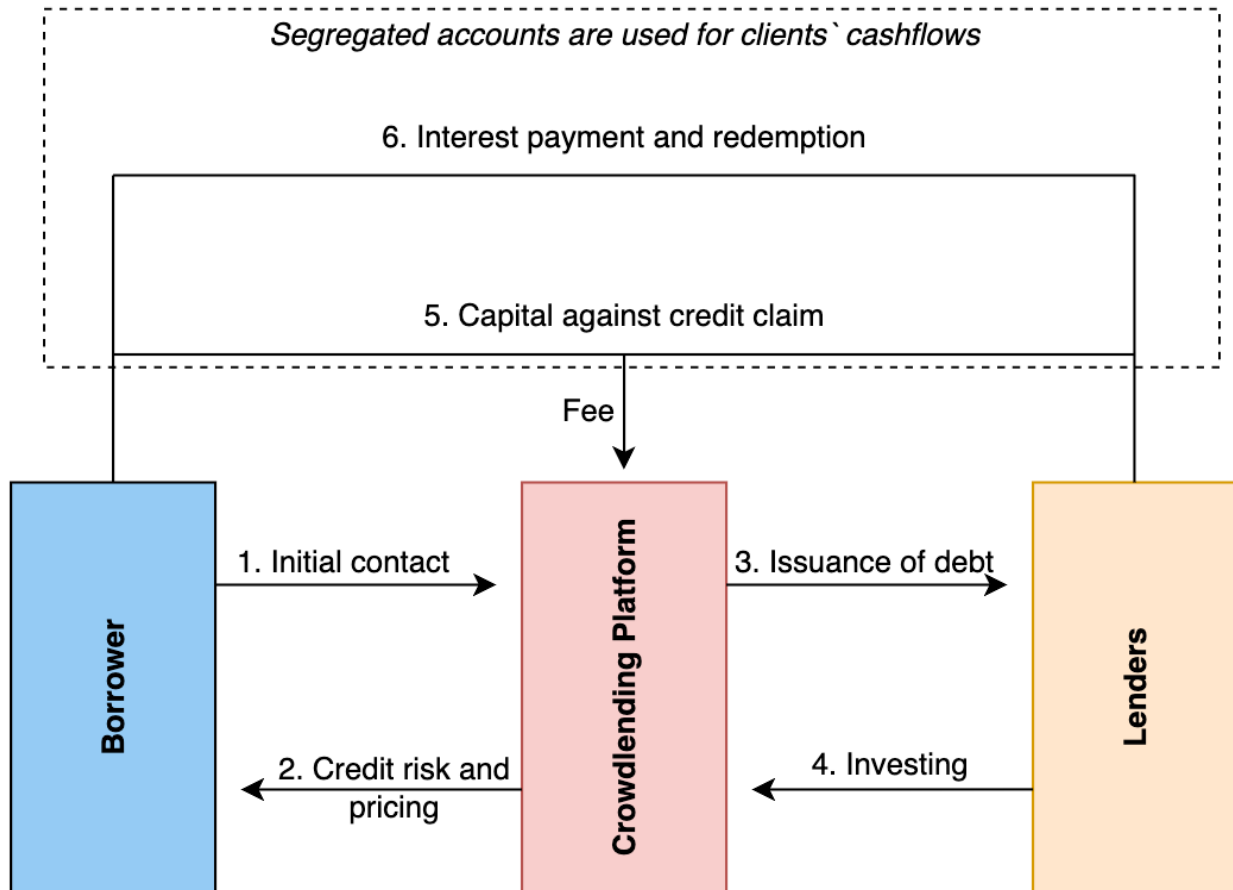 Segregated accounts are used for clients` cashflows
6. Interest payment and redemption
5. Capital against credit claim
Fee
1. Initial contact
3. Issuance of debt
Borrower
Crowdlending Platform
Lenders
2. Credit risk and
pricing
4. Investing